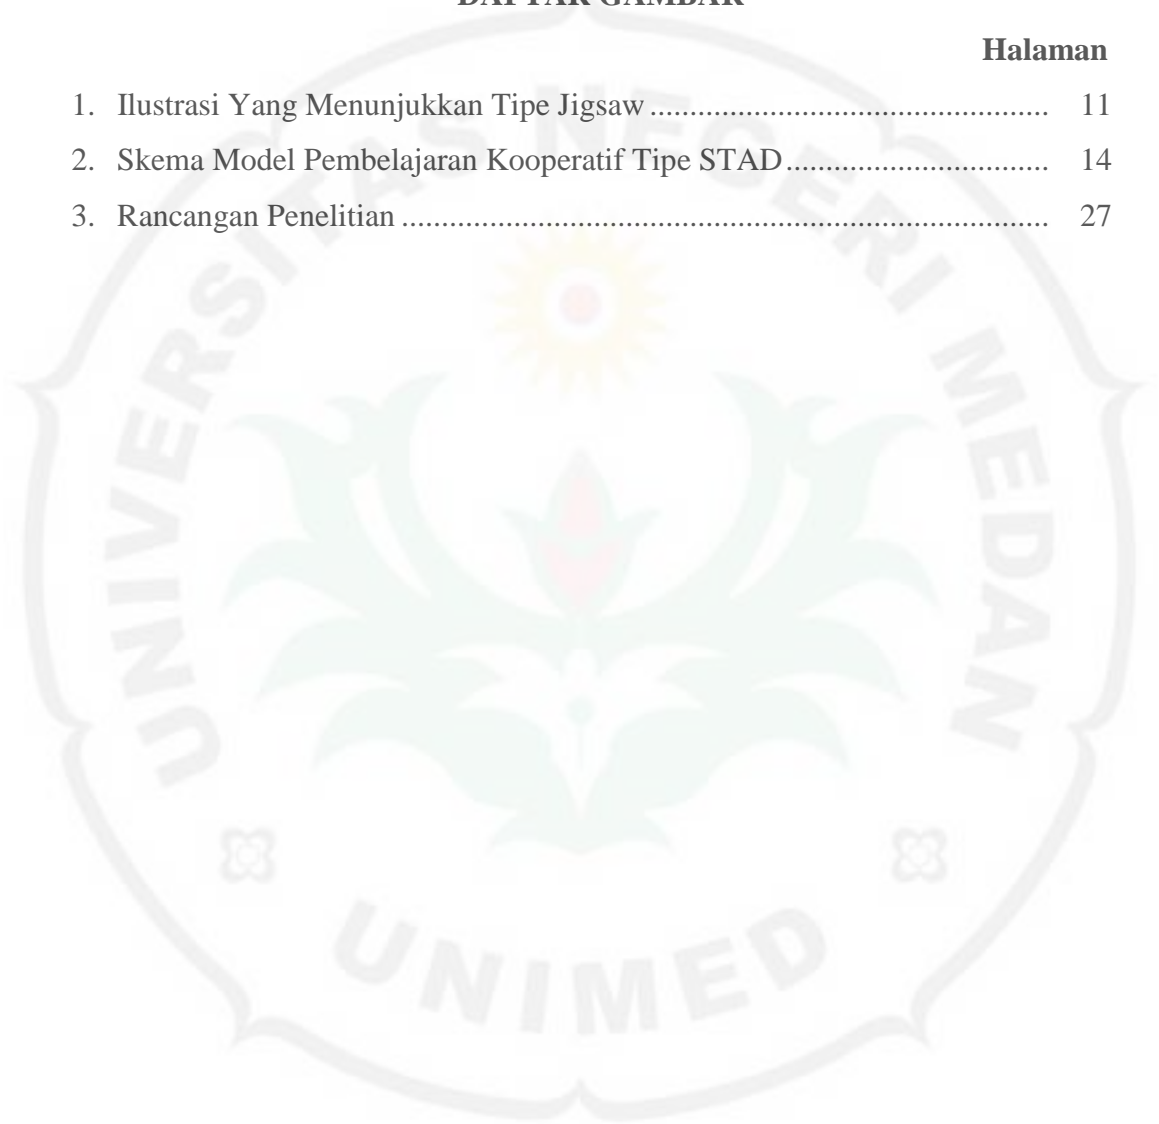 DAFTAR GAMBAR
Halaman
1. Ilustrasi Yang Menunjukkan Tipe Jigsaw .................................................. 11
2. Skema Model Pembelajaran Kooperatif Tipe STAD ................................. 14
3. Rancangan Penelitian ................................................................................. 27
UNIVERSITAS NEGERI MEDAN
UNIMED